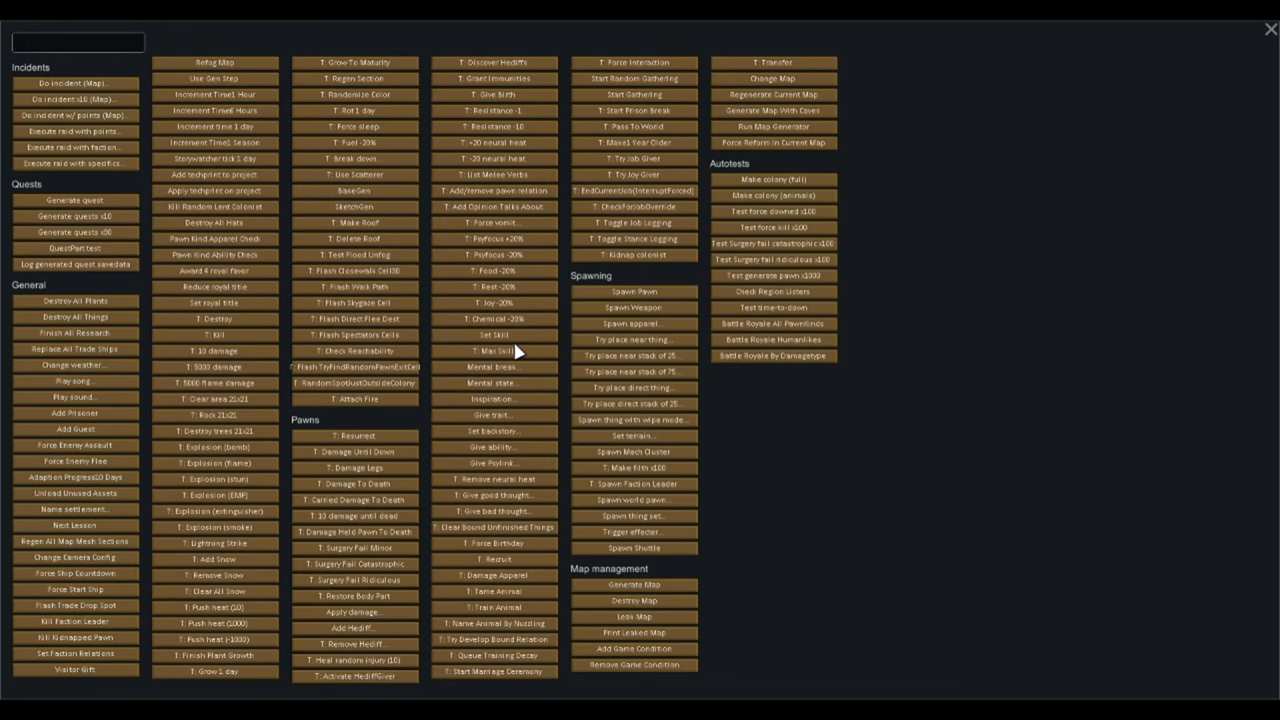 Incidents
Do incident (Map)...
Do incident x10 (Map)...
Do incident w/ points (Map)...
Execute raid with points...
Execute raid with faction...
Execute raid with specifics...
Quests
Generate quest
Generate quests x10
Generate quests x30
QuestPart test
Log generated quest savedata
General
Destroy All Plants
Destroy All Things
Finish All Research
Replace All Trade Ships
Change weather...
Play song...
Play sound...
Add Prisoner
Add Guest
Force Enemy Assault
Force Enemy Flee
Adaption Progress10 Days
Unload Unused Assets
Name settlement...
Next Lesson
Regen All Map Mesh Sections
Change Camera Config
Force Ship Countdown
Force Start Ship
Flash Trade Drop Spot
Kill Faction Leader
Kill Kidnapped Pawn
Set Faction Relations
Visitor Gift
Refog Map
Use Gen Step
Increment Time1 Hour
Increment Time6 Hours
Increment time 1 day
Increment Time1 Season
Storywatcher tick 1 day
Add techprint to project
Apply techprint on project
Kill Random Lent Colonist
Destroy All Hats
Pawn Kind Apparel Check
Pawn Kind Ability Check
Award 4 royal favor
Reduce royal title
Set royal title
T: Destroy
T: Kill
T: 10 damage
T: 5000 damage
T: 5000 flame damage
T: Clear area 21x21
T: Rock 21x21
T: Destroy trees 21x21
T: Explosion (bomb)
T: Explosion (flame)
T: Explosion (stun)
T: Explosion (EMP)
T: Explosion (extinguisher)
T: Explosion (smoke)
T: Lightning Strike
T: Add Snow
T: Remove Snow
T: Clear All Snow
T: Push heat (10)
T: Push heat (1000)
T: Push heat (-1000)
T: Finish Plant Growth
T: Grow 1 day
T: Grow To Maturity
T: Regen Section
T: Randomize Color
T: Rot 1 day
T: Force sleep
T: Fuel -20%
T: Break down...
T: Use Scatterer
BaseGen
SketchGen
T: Make Roof
T: Delete Roof
T: Test Flood Unfog
T: Flash Closewalk Cell30
T: Flash Walk Path
T: Flash Skygaze Cell
T: Flash Direct Flee Dest
T: Flash Spectators Cells
T: Check Reachability
T: Flash TryFindRandomPawnExitCell
T: RandomSpotJustOutsideColony
T: Attach Fire
Pawns
T: Resurrect
T: Damage Until Down
T: Damage Legs
T: Damage To Death
T: Carried Damage To Death
T: 10 damage until dead
T: Damage Held Pawn To Death
T: Surgery Fail Minor
T: Surgery Fail Catastrophic
T: Surgery Fail Ridiculous
T: Restore Body Part
Apply damage...
Add Hediff...
T: Remove Hediff...
T: Heal random injury (10)
T: Activate HediffGiver
T: Discover Hediffs
T: Grant Immunities
T: Give Birth
T: Resistance -1
T: Resistance -10
T: +20 neural heat
T: -20 neural heat
T: List Melee Verbs
T: Add/remove pawn relation
T: Add Opinion Talks About
T: Force vomit...
T: Psyfocus +20%
T: Psyfocus -20%
T: Food -20%
T: Rest -20%
T: Joy -20%
T: Chemical -20%
Set Skill
T: Max Skill
Mental break...
Mental state...
Inspiration...
Give trait...
Set backstory...
Give ability...
Give Psylink...
T: Remove neural heat
T: Give good thought...
T: Give bad thought...
T: Clear Bound Unfinished Things
T: Force Birthday
T: Recruit
T: Damage Apparel
T: Tame Animal
T: Train Animal
T: Name Animal By Nuzzling
T: Try Develop Bound Relation
T: Queue Training Decay
T: Start Marriage Ceremony
T: Force Interaction
Start Random Gathering
Start Gathering
T: Start Prison Break
T: Pass To World
T: Make1 Year Older
T: Try Job Giver
T: Try Joy Giver
T: EndCurrentJob(InterruptForced)
T: CheckForJobOverride
T: Toggle Job Logging
T: Toggle Stance Logging
T: Kidnap colonist
Spawning
Spawn Pawn
Spawn Weapon
Spawn apparel...
Try place near thing...
Try place near stack of 25...
Try place near stack of 75...
Try place direct thing...
Try place direct stack of 25...
Spawn thing with wipe mode...
Set terrain...
Spawn Mech Cluster
T: Make filth x100
T: Spawn Faction Leader
Spawn world pawn...
Spawn thing set...
Trigger effecter...
Spawn Shuttle
Map management
Generate Map
Destroy Map
Leak Map
Print Leaked Map
Add Game Condition
Remove Game Condition
T: Transfer
Change Map
Regenerate Current Map
Generate Map With Caves
Run Map Generator
Force Reform In Current Map
Autotests
Make colony (full)
Make colony (animals)
Test force downed x100
Test force kill x100
Test Surgery fail catastrophic x100
Test Surgery fail ridiculous x100
Test generate pawn x1000
Check Region Listers
Test time-to-down
Battle Royale All PawnKinds
Battle Royale Humanlikes
Battle Royale By Damagetype